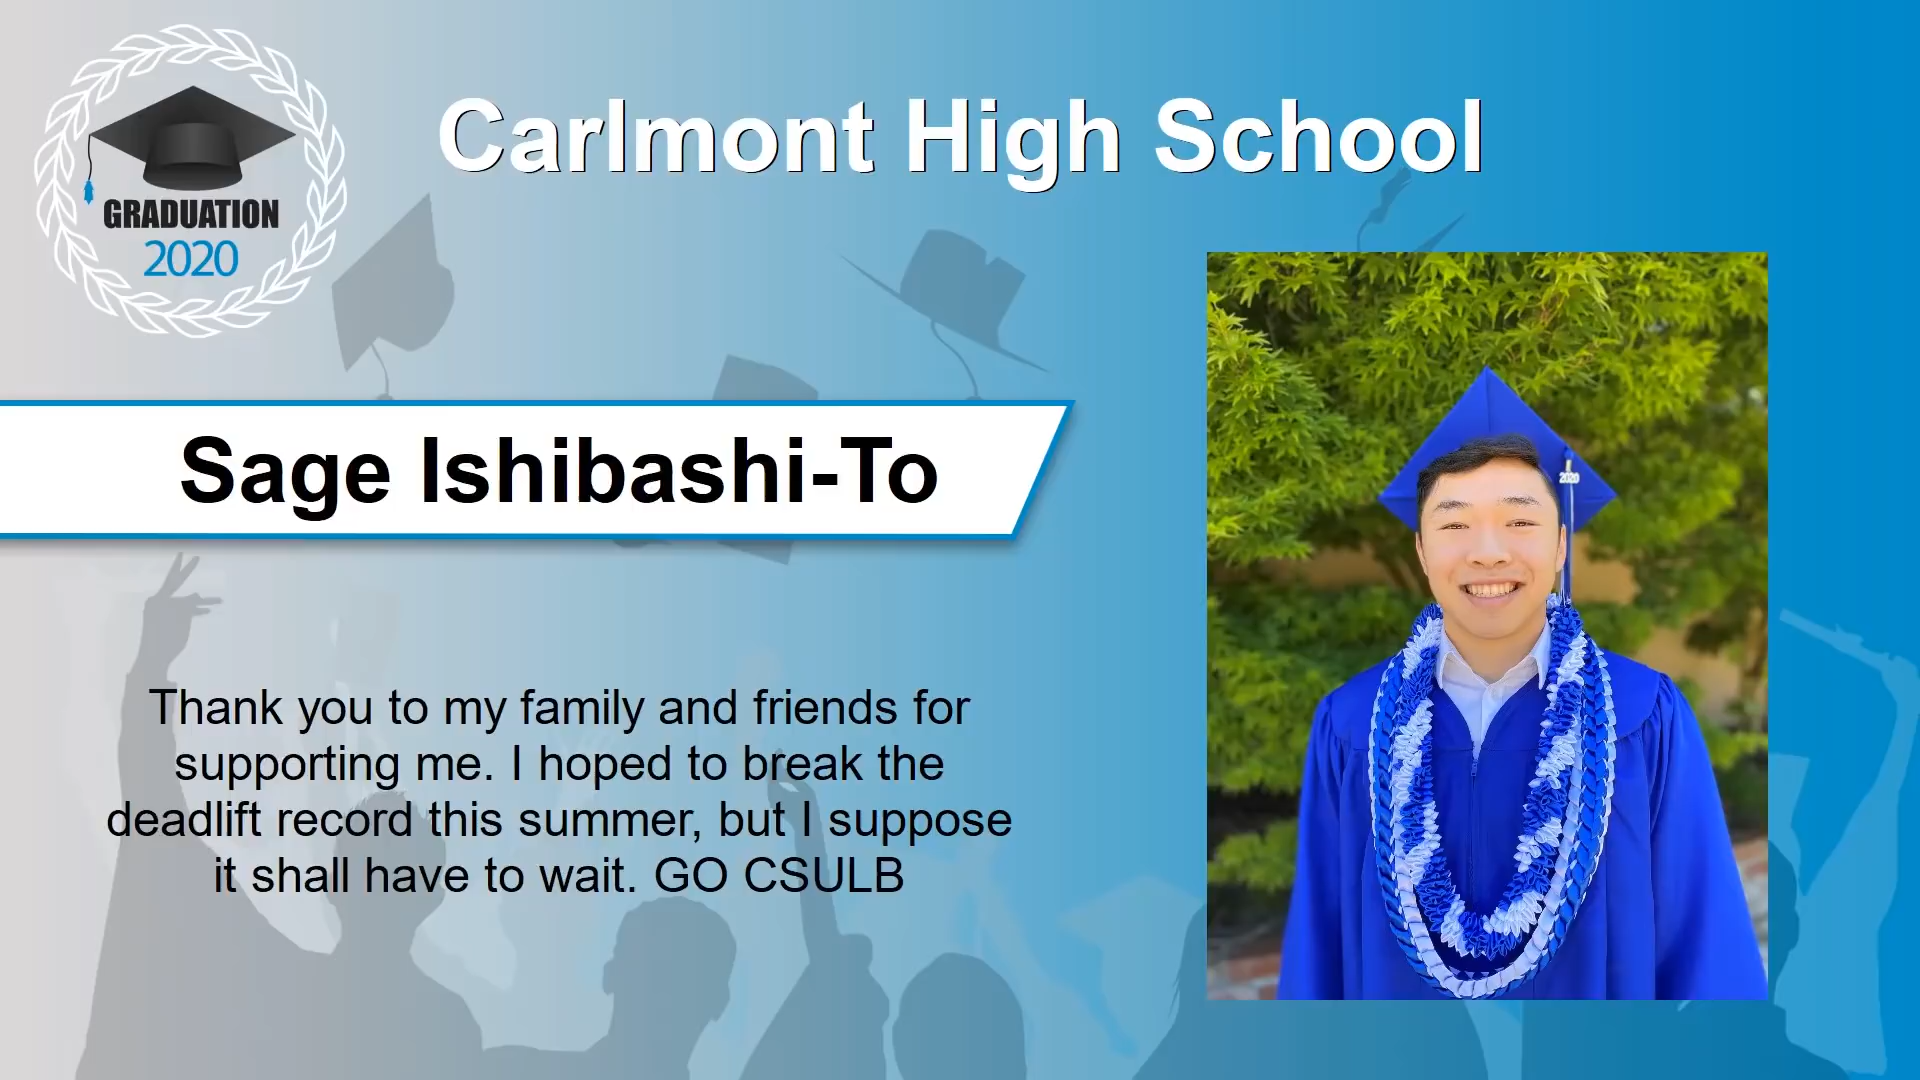 GRADUATION
2020
Carlmont High School
Sage Ishibashi-To
Thank you to my family and friends for
supporting me. I hoped to break the
deadlift record this summer, but I suppose
it shall have to wait. GO CSULB
2020